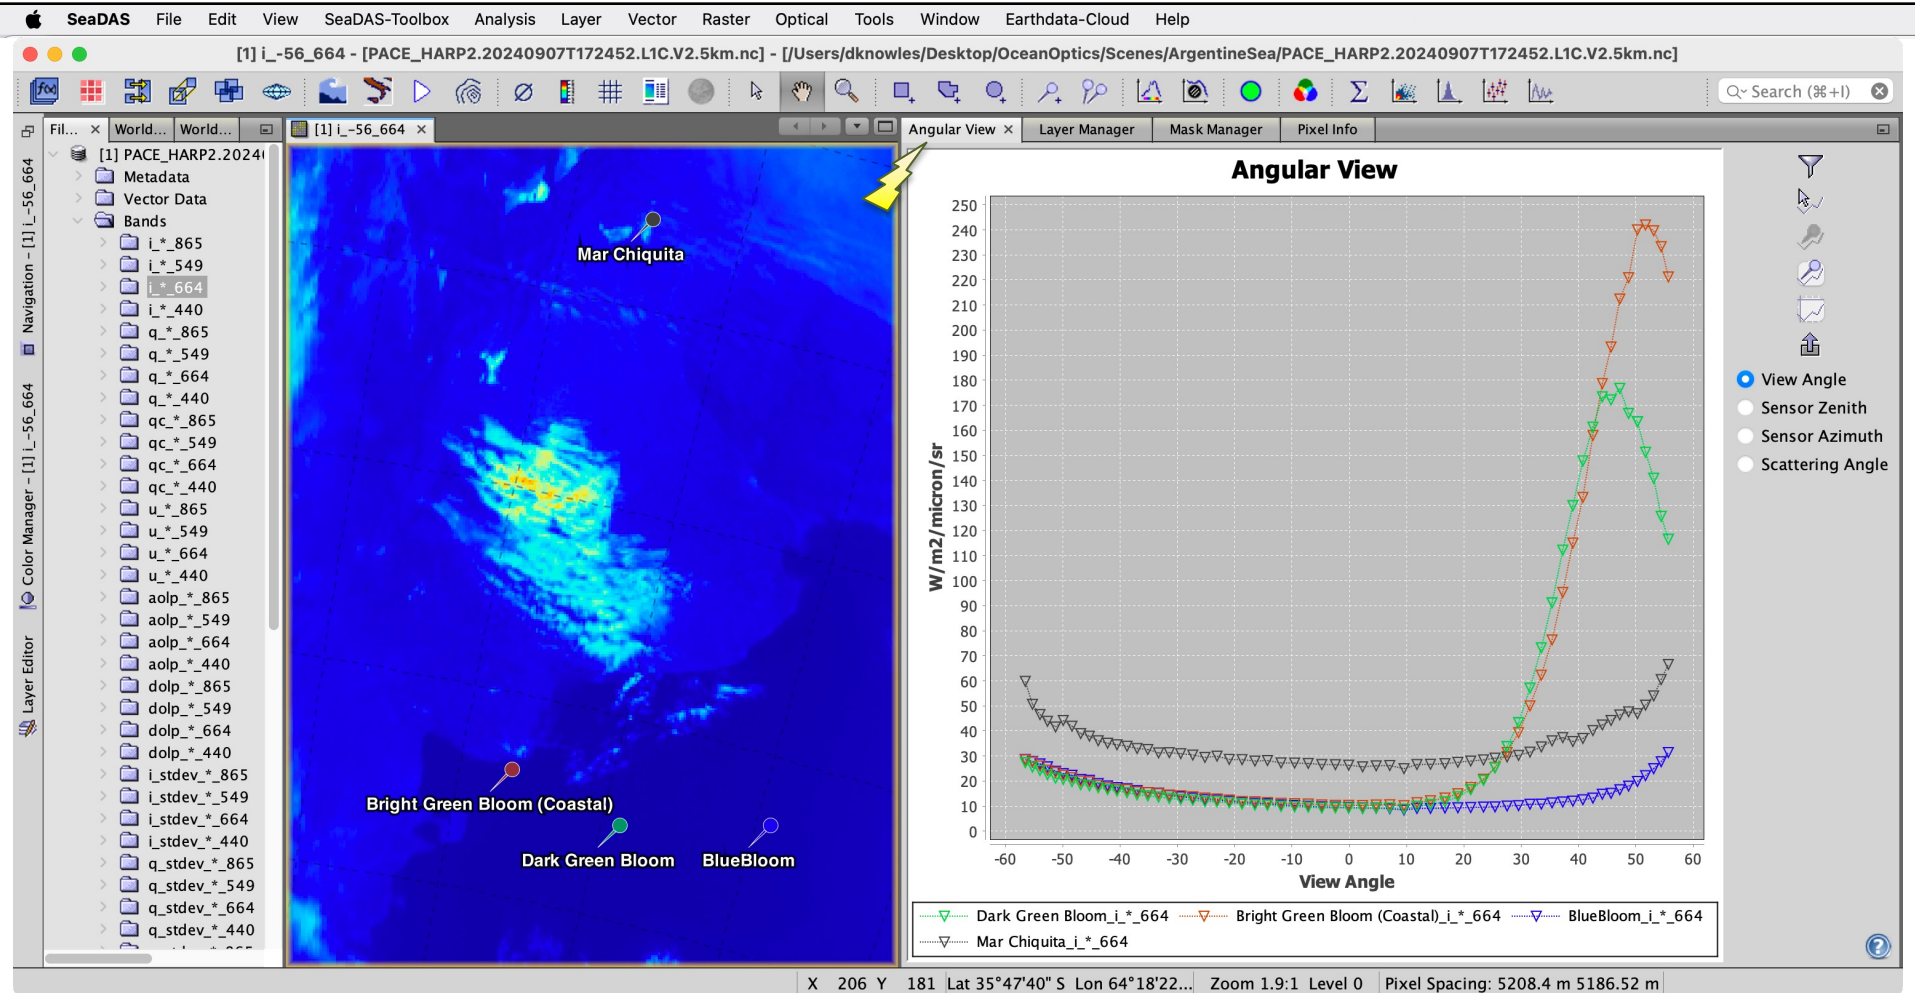 SeaDAS File Edit View SeaDAS-Toolbox Analysis Layer Vector Raster Optical Tools Window Earthdata-Cloud Help
[1] i_-56_664 - [PACE_HARP2.20240907T172452.L1C.V2.5km.nc] - [/Users/dknowles/Desktop/OceanOptics/Scenes/ArgentineSea/PACE_HARP2.20240907T172452.L1C.V2.5km.nc]
Search (⌘+I)
Fil... World... World...
[1] i_-56_664
Angular View Layer Manager Mask Manager Pixel Info
Navigation - [1] i_-56_664
Color Manager - [1] i_-56_664
Layer Editor
[1] PACE_HARP2.2024
Metadata
Vector Data
Bands
i_*_865
i_*_549
i_*_664
i_*_440
q_*_865
q_*_549
q_*_664
q_*_440
qc_*_865
qc_*_549
qc_*_664
qc_*_440
u_*_865
u_*_549
u_*_664
u_*_440
aolp_*_865
aolp_*_549
aolp_*_664
aolp_*_440
dolp_*_865
dolp_*_549
dolp_*_664
dolp_*_440
i_stdev_*_865
i_stdev_*_549
i_stdev_*_664
i_stdev_*_440
q_stdev_*_865
q_stdev_*_549
q_stdev_*_664
q_stdev_*_440
Mar Chiquita
Bright Green Bloom (Coastal)
Dark Green Bloom
BlueBloom
Angular View
W/m2/micron/sr
250
240
230
220
210
200
190
180
170
160
150
140
130
120
110
100
90
80
70
60
50
40
30
20
10
0
-60 -50 -40 -30 -20 -10 0 10 20 30 40 50 60
View Angle
Dark Green Bloom_i_*_664 Bright Green Bloom (Coastal)_i_*_664 BlueBloom_i_*_664
Mar Chiquita_i_*_664
View Angle
Sensor Zenith
Sensor Azimuth
Scattering Angle
X 206 Y 181 Lat 35°47'40" S Lon 64°18'22... Zoom 1.9:1 Level 0 Pixel Spacing: 5208.4 m 5186.52 m